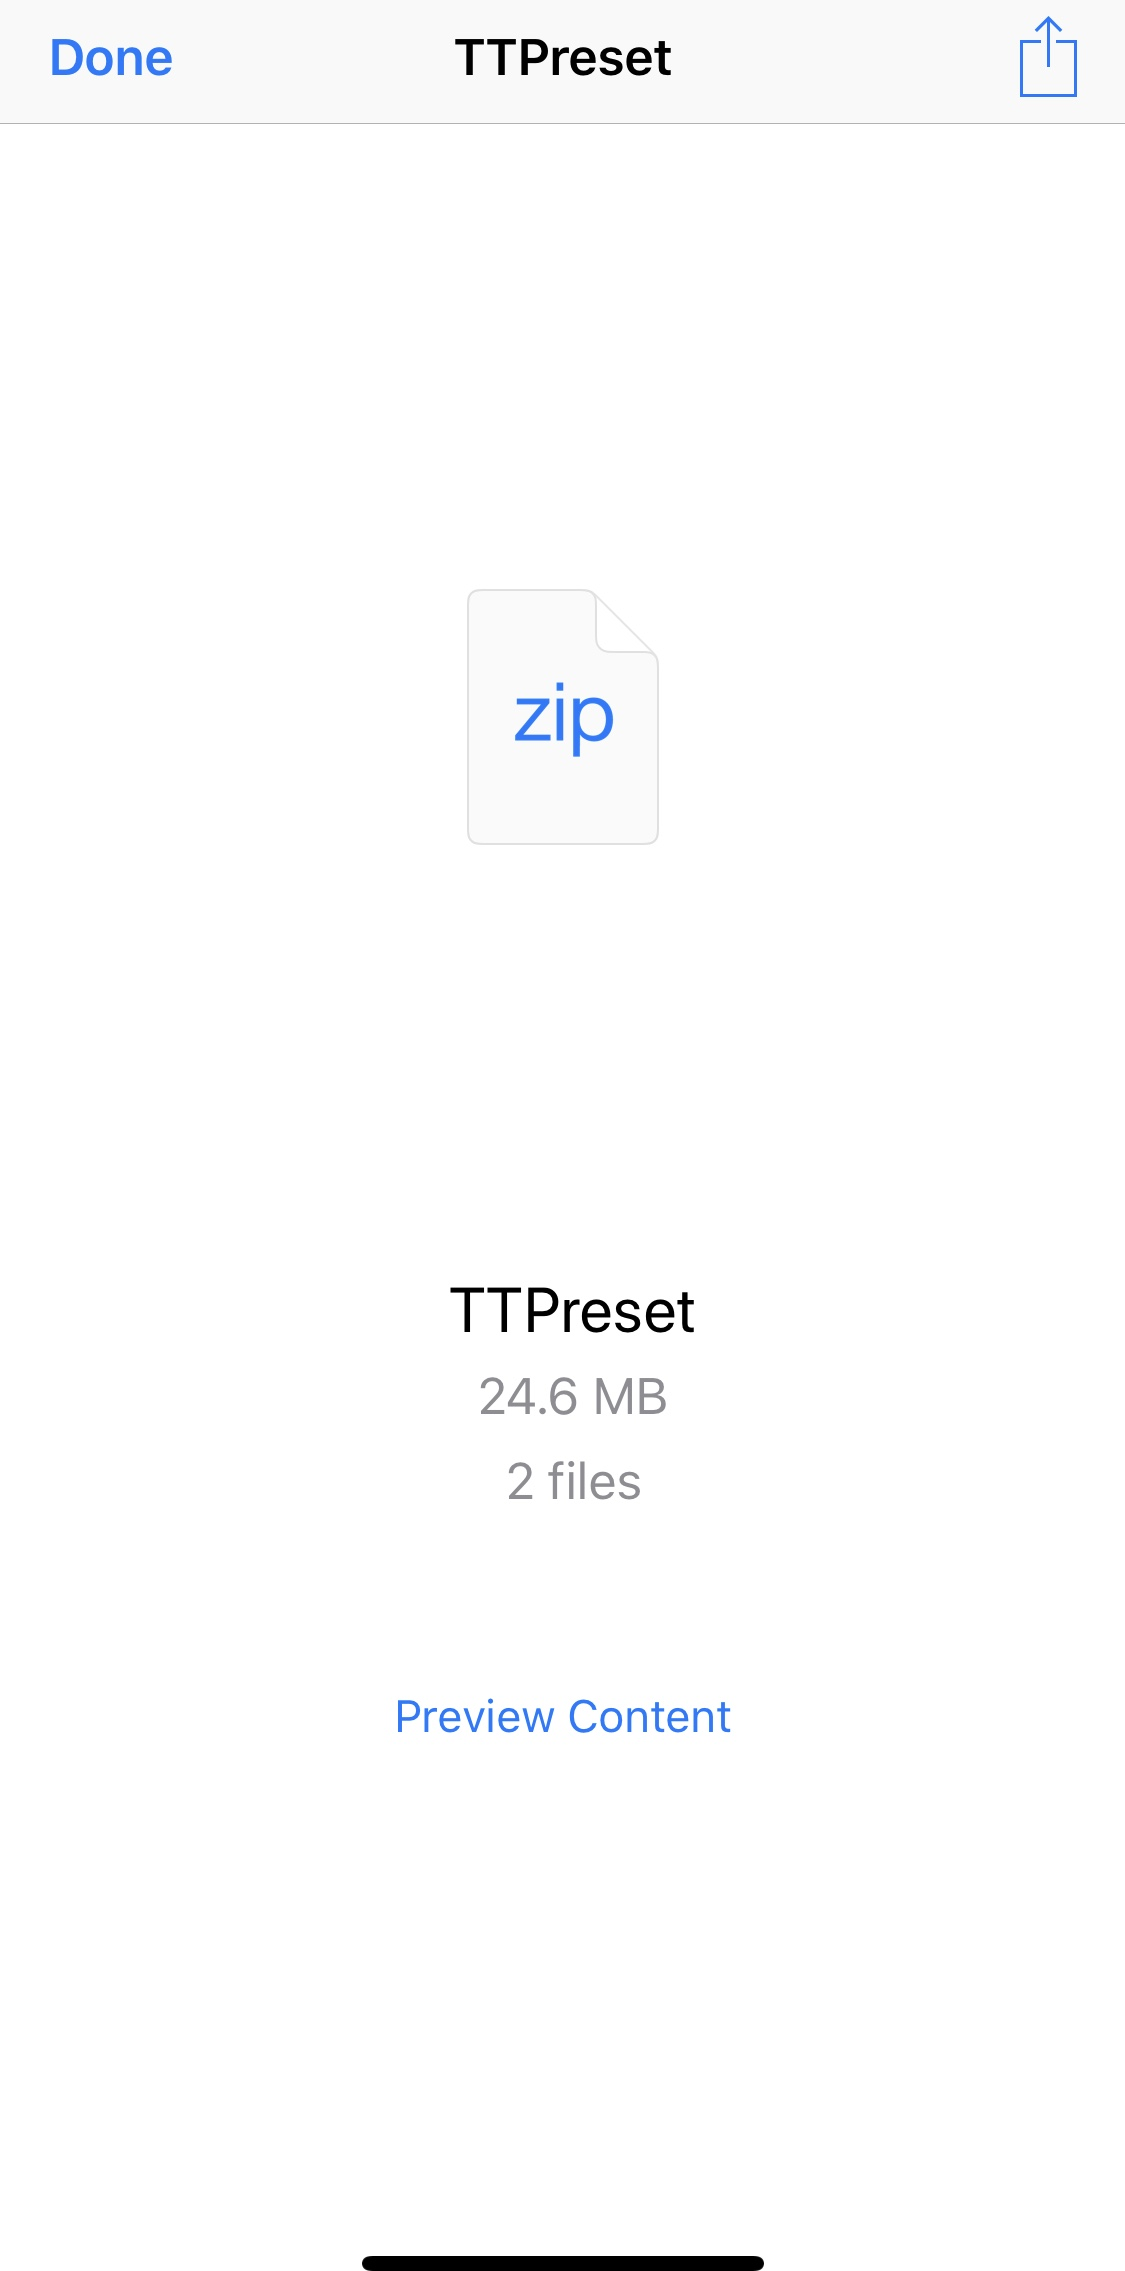 Done
TTPreset
zip
TTPreset
24.6 MB
2 files
Preview Content